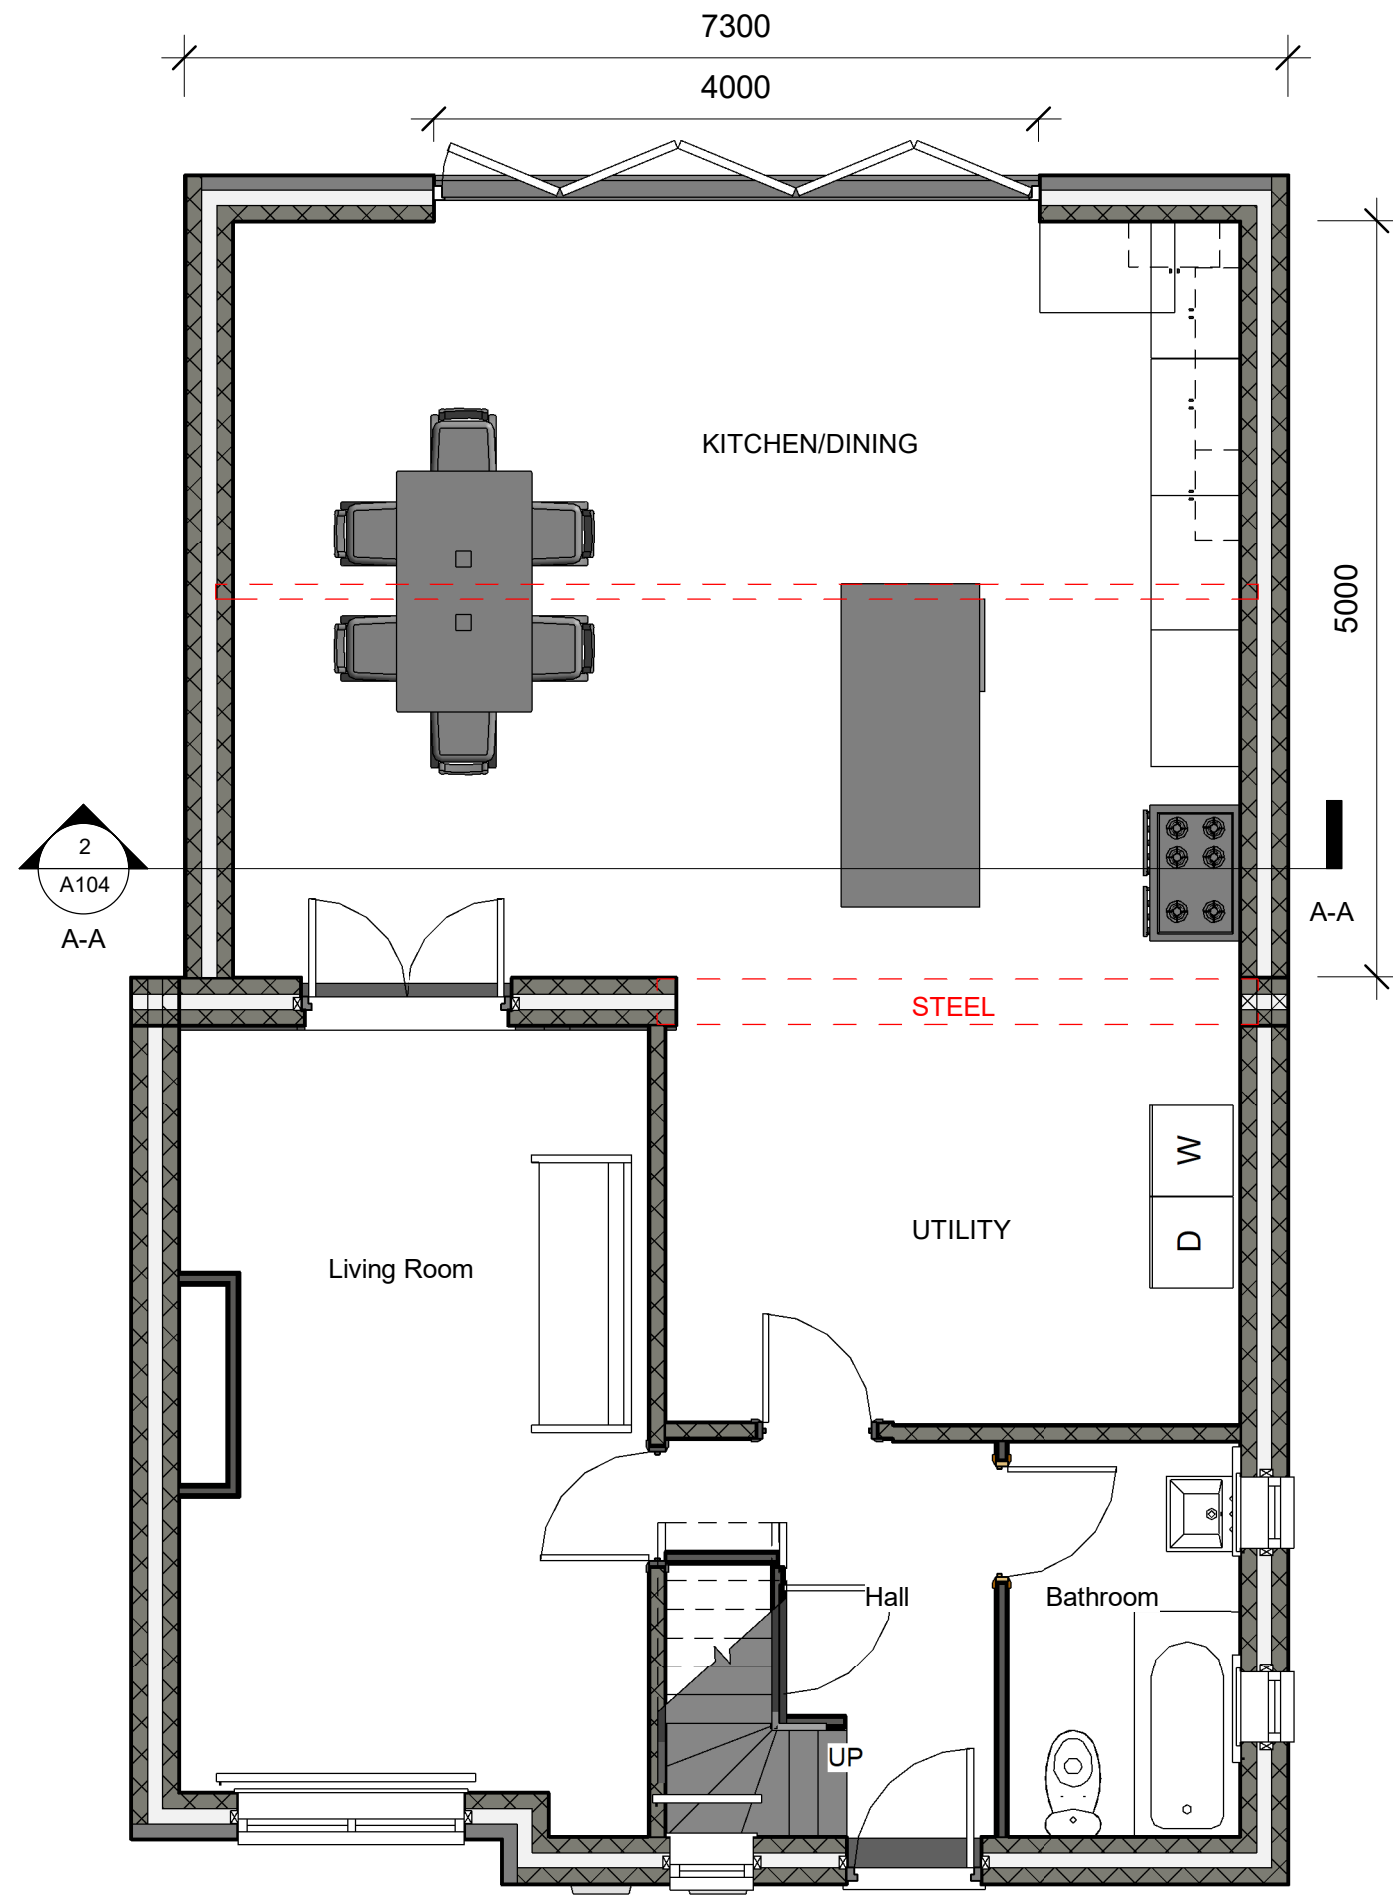 7300
4000
KITCHEN/DINING
5000
2
A104
A-A
A-A
STEEL
W
D
UTILITY
Living Room
Hall
Bathroom
UP